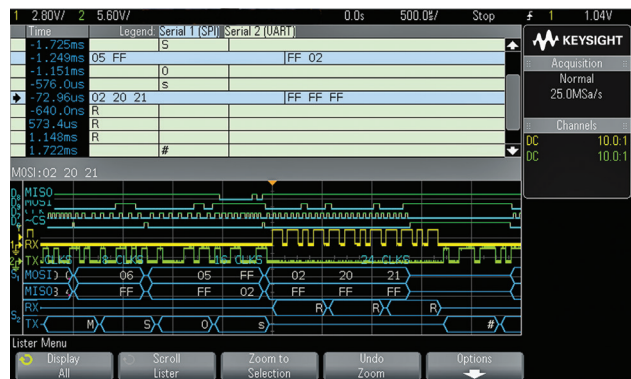 1 2.80V/ 2 5.60V/ 0.0s 500.0µ/ Stop 1 1.04V
Time Legend: Serial 1 (SPI) Serial 2 (UART)
-1.725ms S
-1.249ms 05 FF FF 02
-1.151ms O
-576.0us s
-72.96us 02 20 21 FF FF FF
-640.0ns R
573.4us R
1.148ms R
1.722ms #
MOSI:02 20 21
KEYSIGHT
Acquisition
Normal
25.0MSa/s
Channels
DC 10.0:1
DC 10.0:1
MISO
MOSI
~CS
RX
TX
24 CLKS
MOSI 06 05 FF 02 20 21
MISO FF FF 02 FF FF FF
RX R R R
TX M S O s #
Lister Menu
Display
All
Scroll
Lister
Zoom to
Selection
Undo
Zoom
Options